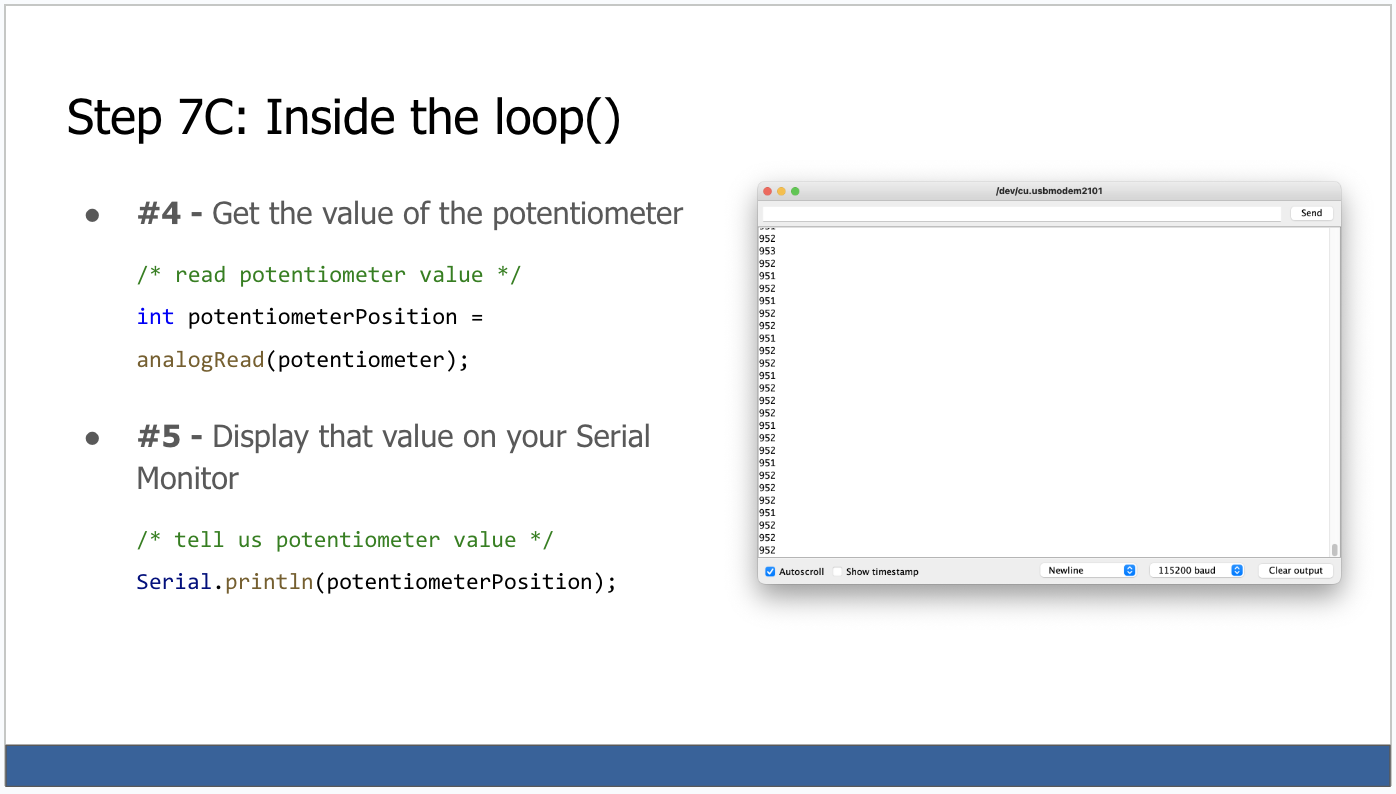 Step 7C: Inside the loop()
● #4 - Get the value of the potentiometer
/* read potentiometer value */
int potentiometerPosition =
analogRead(potentiometer);
● #5 - Display that value on your Serial
Monitor
/* tell us potentiometer value */
Serial.println(potentiometerPosition);
/dev/cu.usbmodem2101
Send
952
953
952
951
952
951
952
952
951
952
952
951
952
952
952
951
952
952
951
952
952
952
951
952
952
952
Autoscroll
Show timestamp
Newline
115200 baud
Clear output